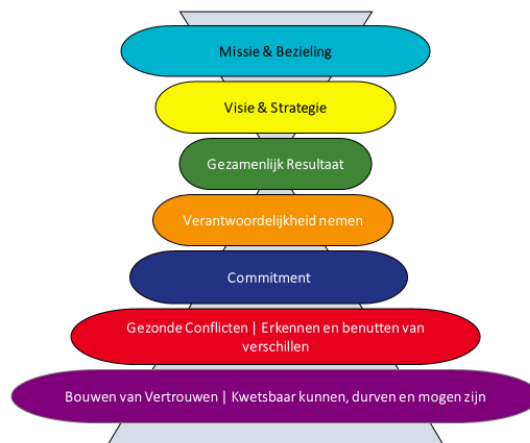 Missie & Bezieling
Visie & Strategie
Gezamenlijk Resultaat
Verantwoordelijkheid nemen
Commitment
Gezonde Conflicten | Erkennen en benutten van
verschillen
Bouwen van Vertrouwen | Kwetsbaar kunnen, durven en mogen zijn